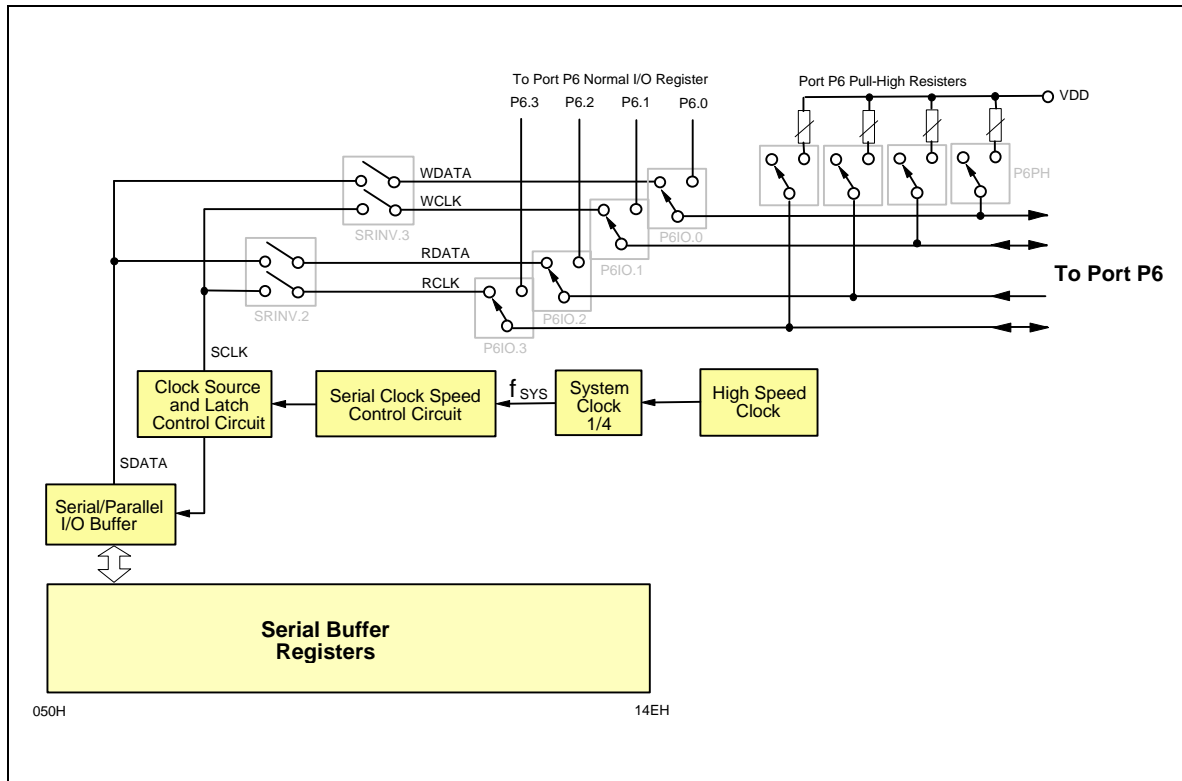 To Port P6 Normal I/O Register
P6.3 P6.2 P6.1 P6.0
Port P6 Pull-High Resisters
VDD
P6PH
WDATA
WCLK
SRINV.3
P6IO.0
RDATA
P6IO.1
RCLK
SRINV.2
P6IO.2
P6IO.3
To Port P6
SCLK
Clock Source
and Latch
Control Circuit
Serial Clock Speed
Control Circuit
f SYS
System
Clock
1/4
High Speed
Clock
SDATA
Serial/Parallel
I/O Buffer
Serial Buffer
Registers
050H 14EH